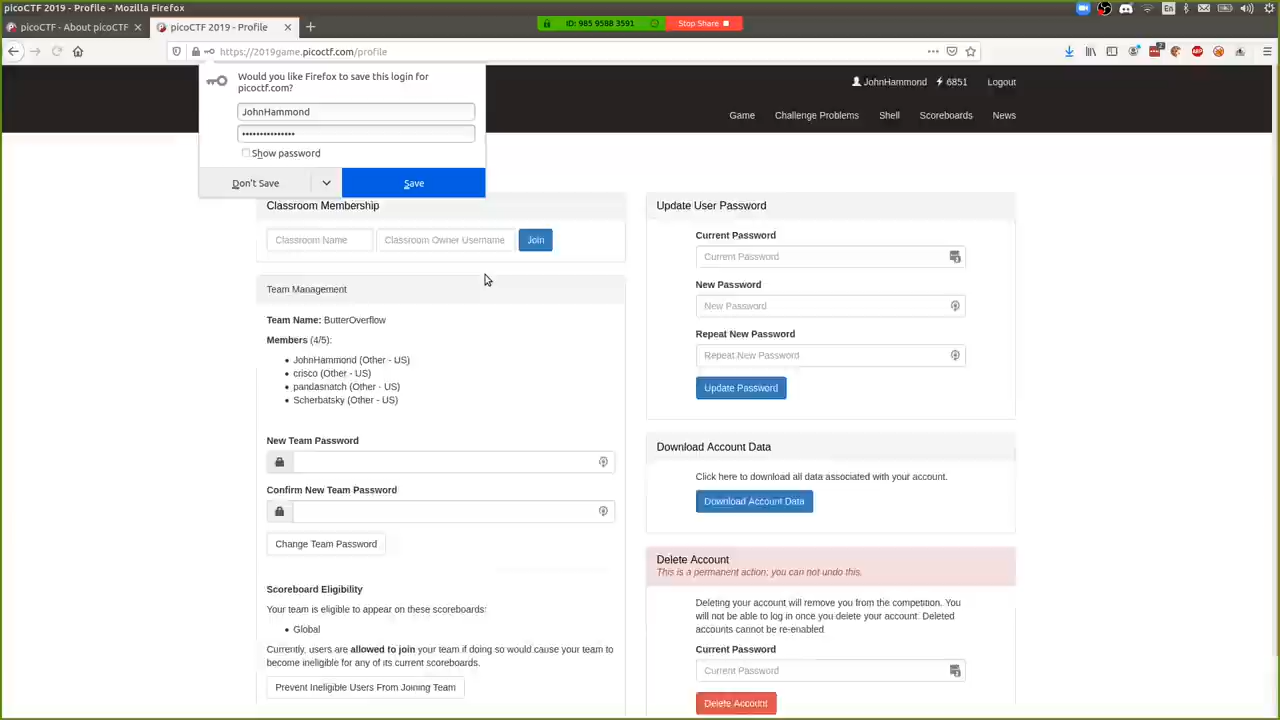 picoCTF 2019 - Profile - Mozilla Firefox
En
picoCTF - About picoCTF
picoCTF 2019 - Profile
ID: 985 9588 3591
Stop Share
https://2019game.picoctf.com/profile
Would you like Firefox to save this login for
picoctf.com?
JohnHammond
Show password
Don't Save
Save
JohnHammond
6851
Logout
Game
Challenge Problems
Shell
Scoreboards
News
Classroom Membership
Classroom Name
Classroom Owner Username
Join
Team Management
Team Name: ButterOverflow
Members (4/5):
JohnHammond (Other - US)
crisco (Other - US)
pandasnatch (Other - US)
Scherbatsky (Other - US)
New Team Password
Confirm New Team Password
Change Team Password
Scoreboard Eligibility
Your team is eligible to appear on these scoreboards:
Global
Currently, users are allowed to join your team if doing so would cause your team to
become ineligible for any of its current scoreboards.
Prevent Ineligible Users From Joining Team
Update User Password
Current Password
Current Password
New Password
New Password
Repeat New Password
Repeat New Password
Update Password
Download Account Data
Click here to download all data associated with your account.
Download Account Data
Delete Account
This is a permanent action; you can not undo this.
Deleting your account will remove you from the competition. You
will not be able to log in once you delete your account. Deleted
accounts cannot be re-enabled.
Current Password
Current Password
Delete Account